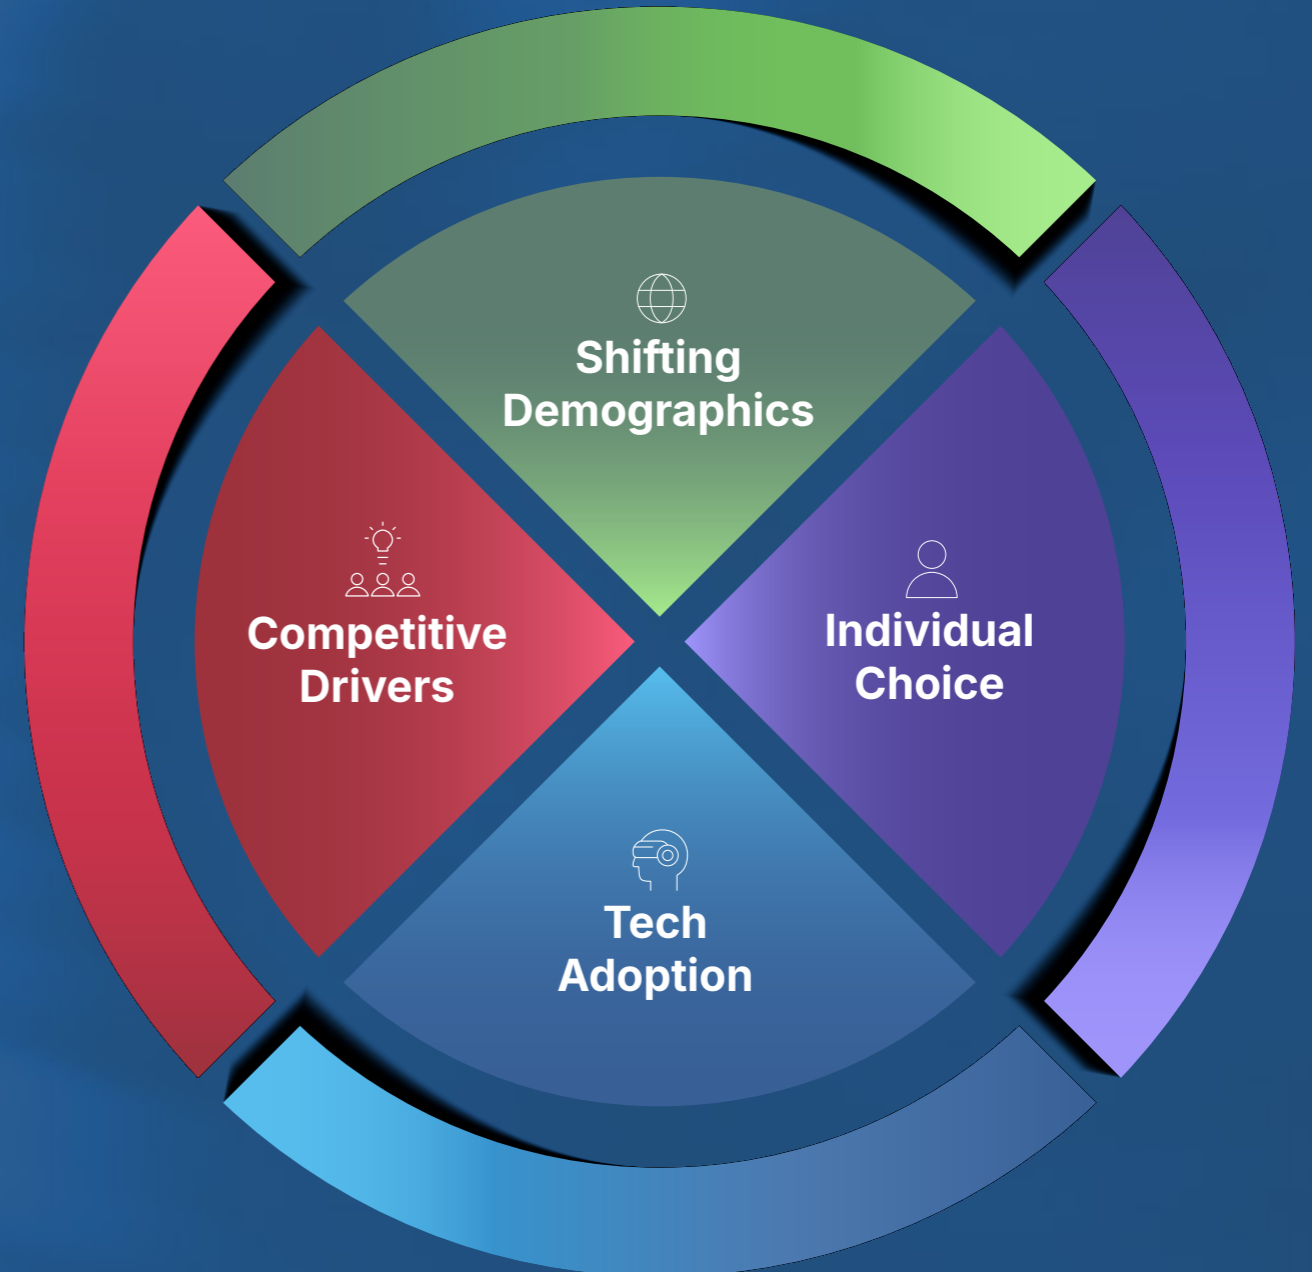 Shifting
Demographics
Competitive
Drivers
Individual
Choice
Tech
Adoption